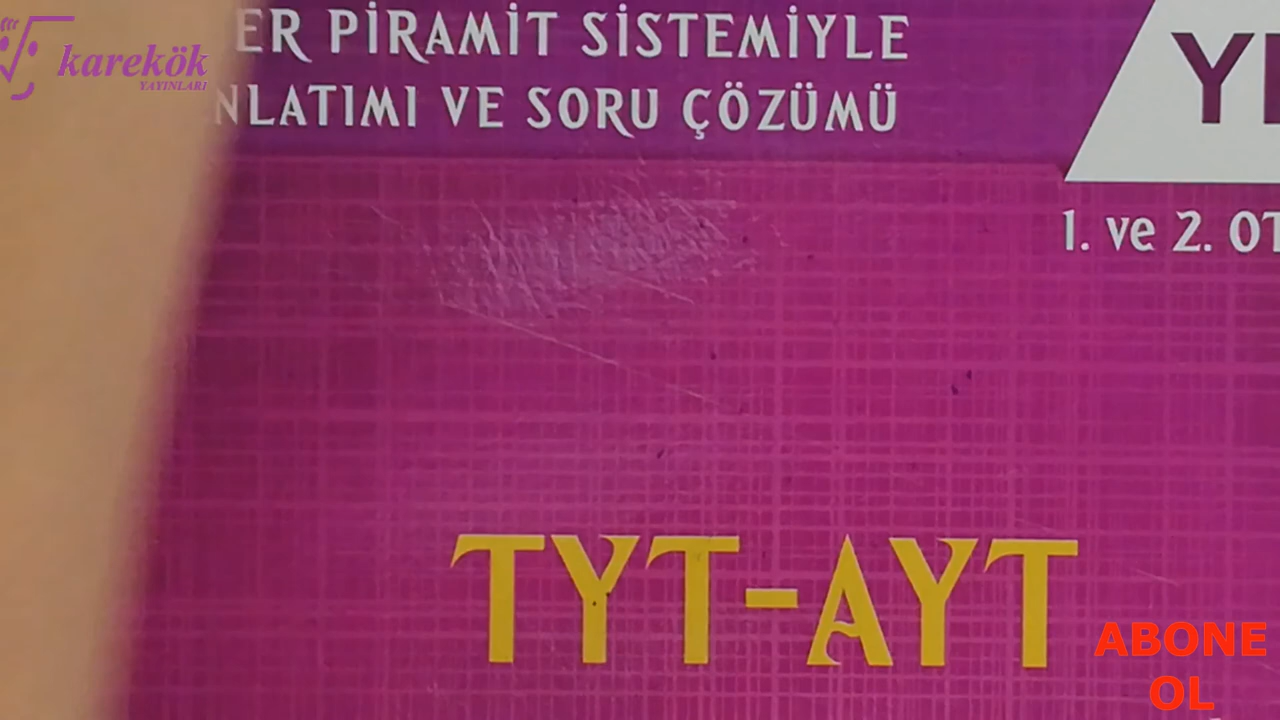 karekök
YAYINLARI
ER PİRAMİT SİSTEMİYLE
NLATIMI VE SORU ÇÖZÜMÜ
1. ve 2.
TYT-AYT
ABONE
OL